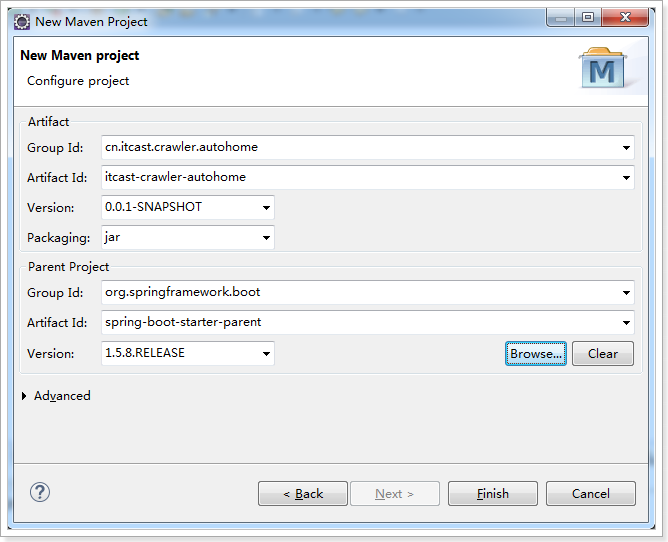 New Maven Project
New Maven project
Configure project
M
Artifact
Group Id: cn.itcast.crawler.autohome
Artifact Id: itcast-crawler-autohome
Version: 0.0.1-SNAPSHOT
Packaging: jar
Parent Project
Group Id: org.springframework.boot
Artifact Id: spring-boot-starter-parent
Version: 1.5.8.RELEASE Browse... Clear
Advanced
? < Back Next > Finish Cancel